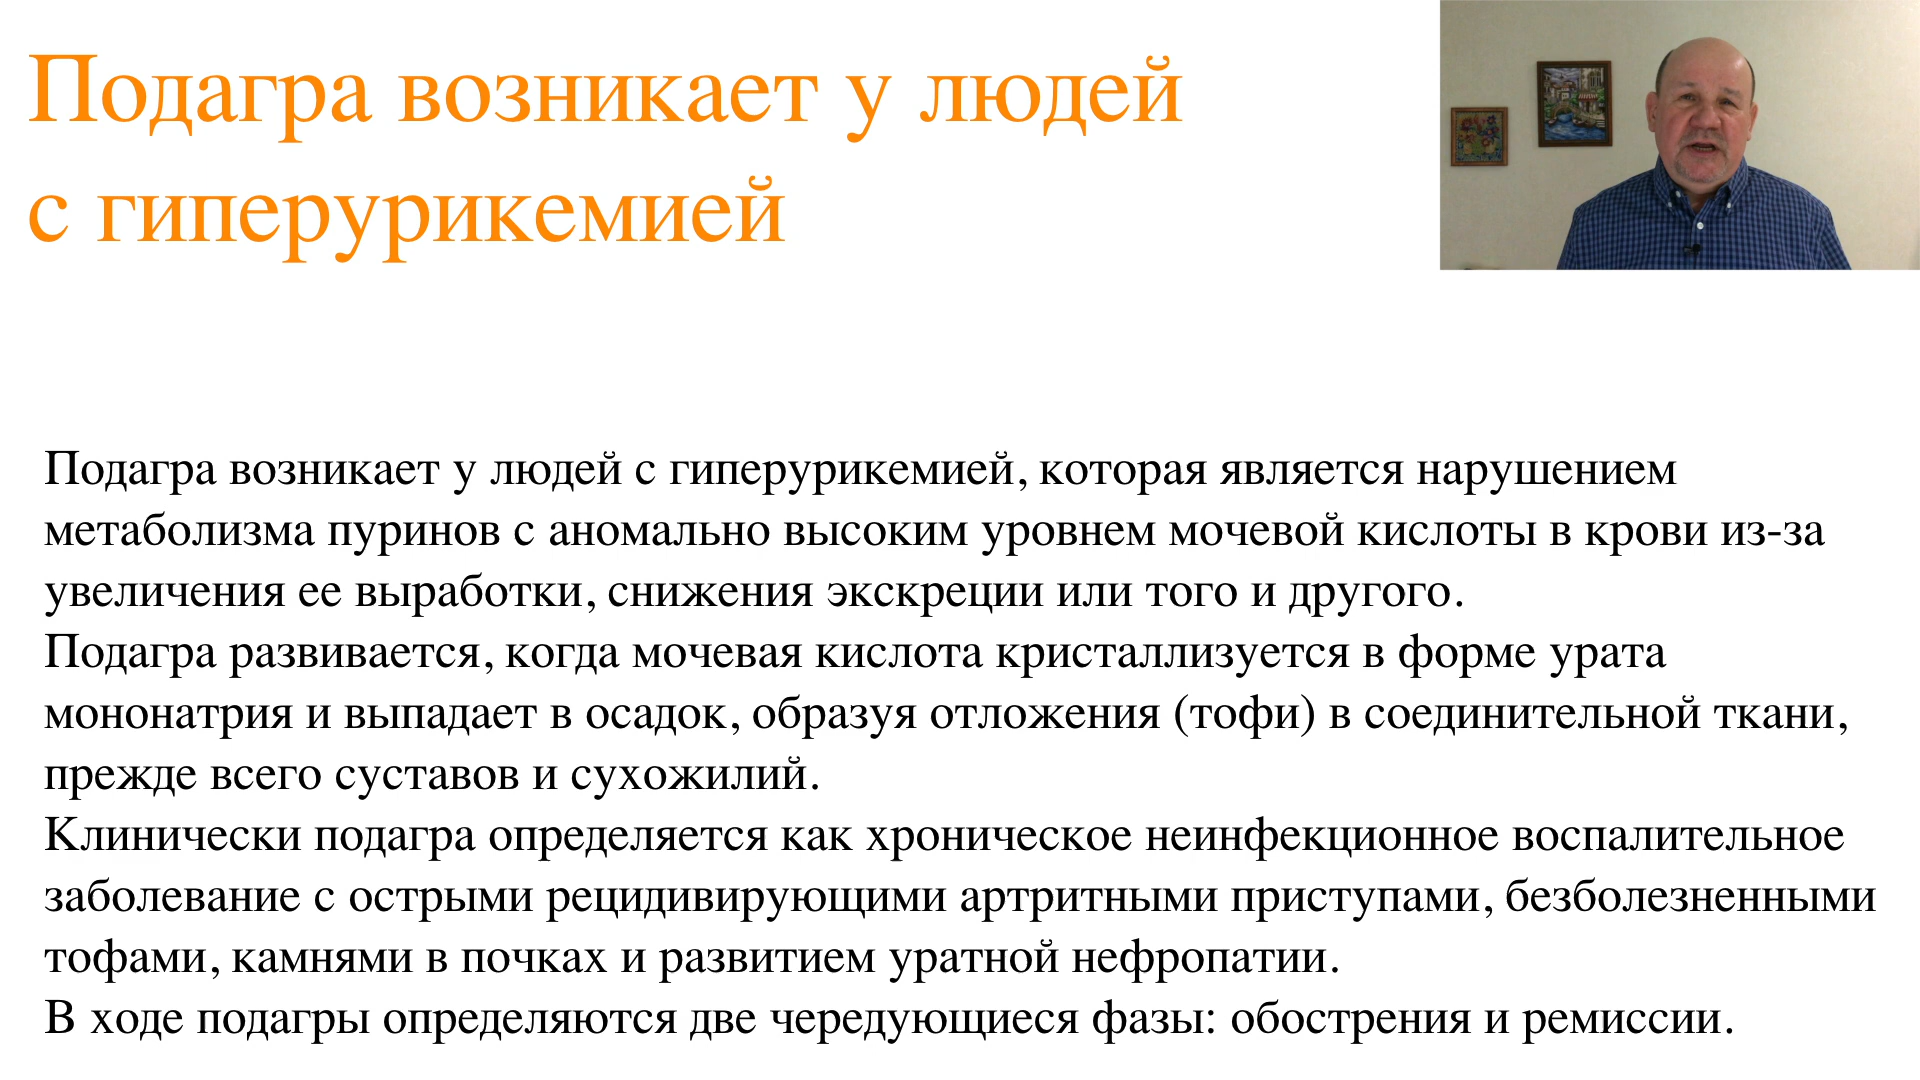 Подагра возникает у людей
с гиперурикемией
Подагра возникает у людей с гиперурикемией, которая является нарушением
метаболизма пуринов с аномально высоким уровнем мочевой кислоты в крови из-за
увеличения ее выработки, снижения экскреции или того и другого.
Подагра развивается, когда мочевая кислота кристаллизуется в форме урата
мононатрия и выпадает в осадок, образуя отложения (тофи) в соединительной ткани,
прежде всего суставов и сухожилий.
Клинически подагра определяется как хроническое неинфекционное воспалительное
заболевание с острыми рецидивирующими артритными приступами, безболезненными
тофами, камнями в почках и развитием уратной нефропатии.
В ходе подагры определяются две чередующиеся фазы: обострения и ремиссии.